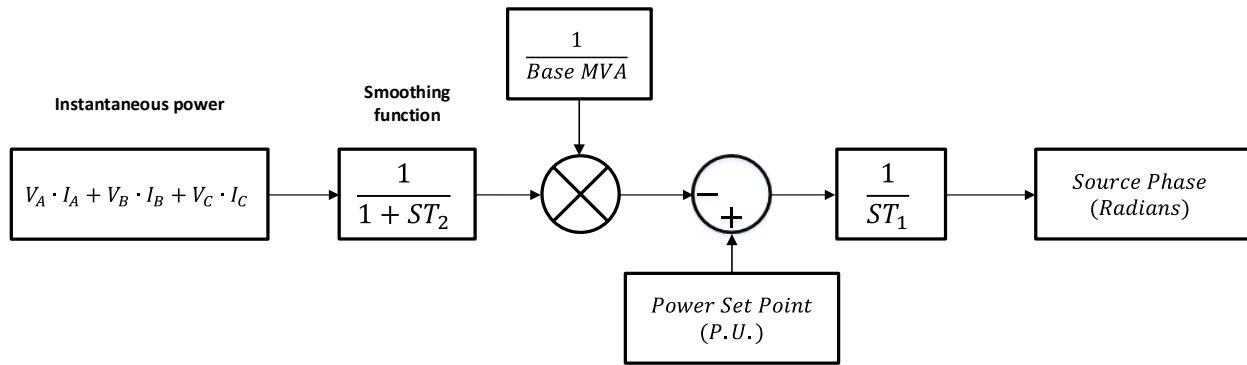 1
Base MVA
Instantaneous power
Smoothing
function
V_A · I_A + V_B · I_B + V_C · I_C
1
1 + ST_2
−
+
1
ST_1
Source Phase
(Radians)
Power Set Point
(P.U.)